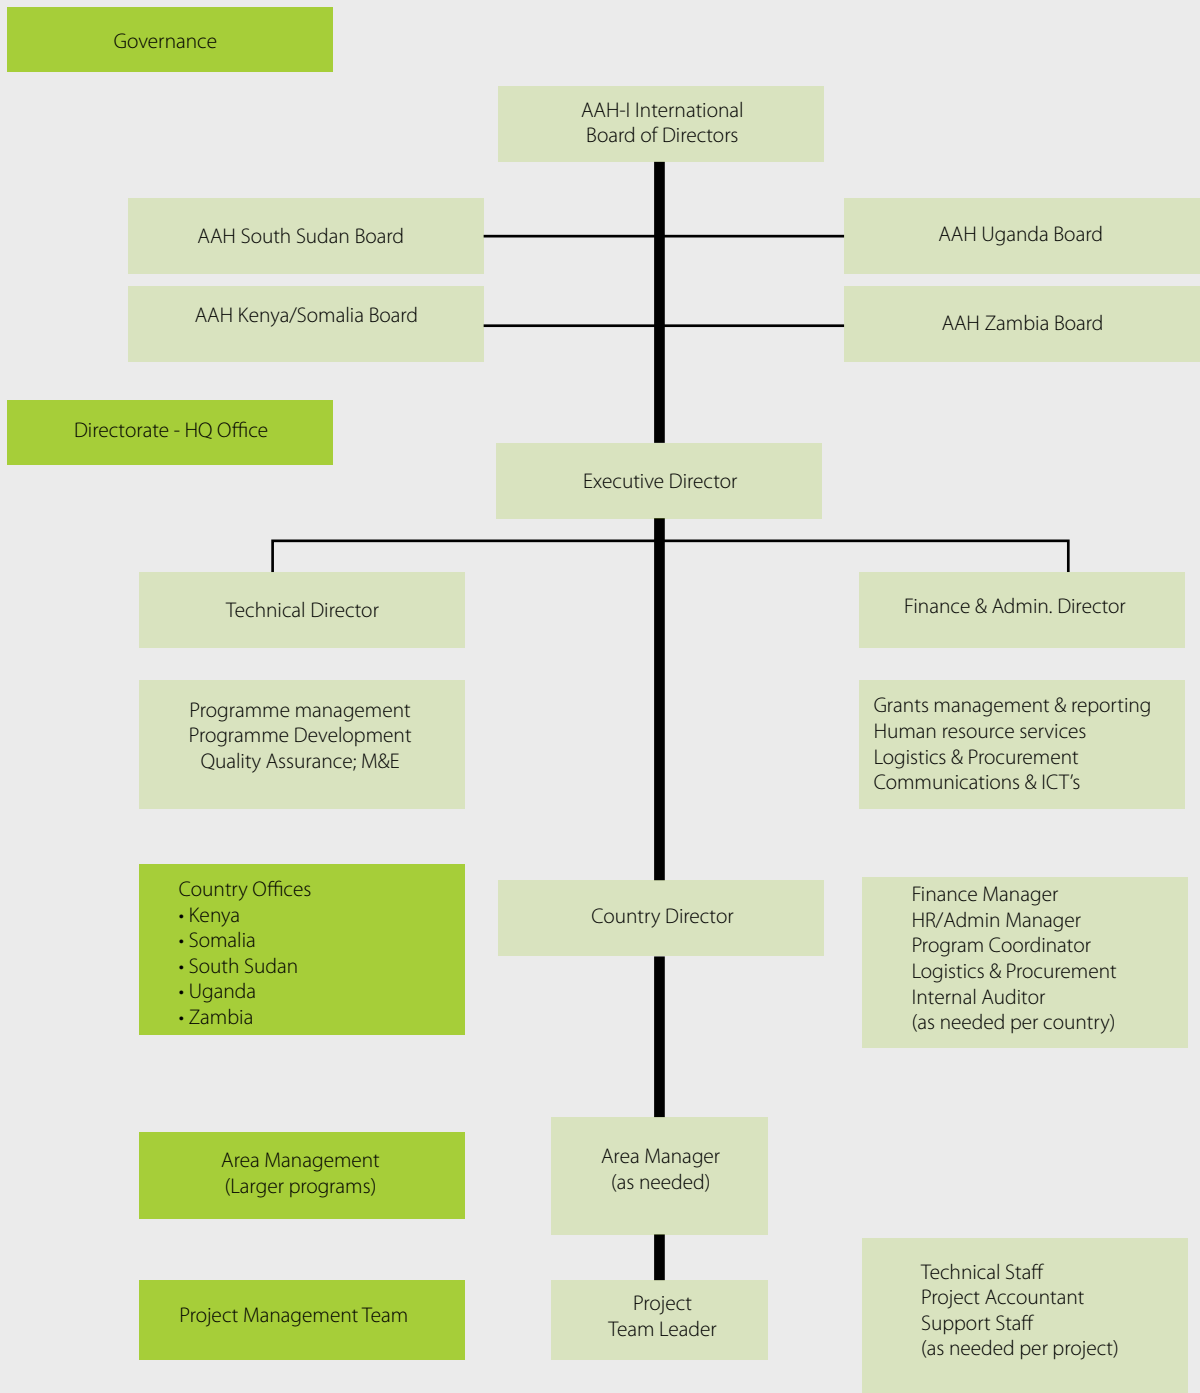 Governance
AAH-I International
Board of Directors
AAH South Sudan Board
AAH Uganda Board
AAH Kenya/Somalia Board
AAH Zambia Board
Directorate - HQ Office
Executive Director
Technical Director
Finance & Admin. Director
Programme management
Programme Development
Quality Assurance; M&E
Grants management & reporting
Human resource services
Logistics & Procurement
Communications & ICT’s
Country Offices
• Kenya
• Somalia
• South Sudan
• Uganda
• Zambia
Country Director
Finance Manager
HR/Admin Manager
Program Coordinator
Logistics & Procurement
Internal Auditor
(as needed per country)
Area Management
(Larger programs)
Area Manager
(as needed)
Project Management Team
Project
Team Leader
Technical Staff
Project Accountant
Support Staff
(as needed per project)